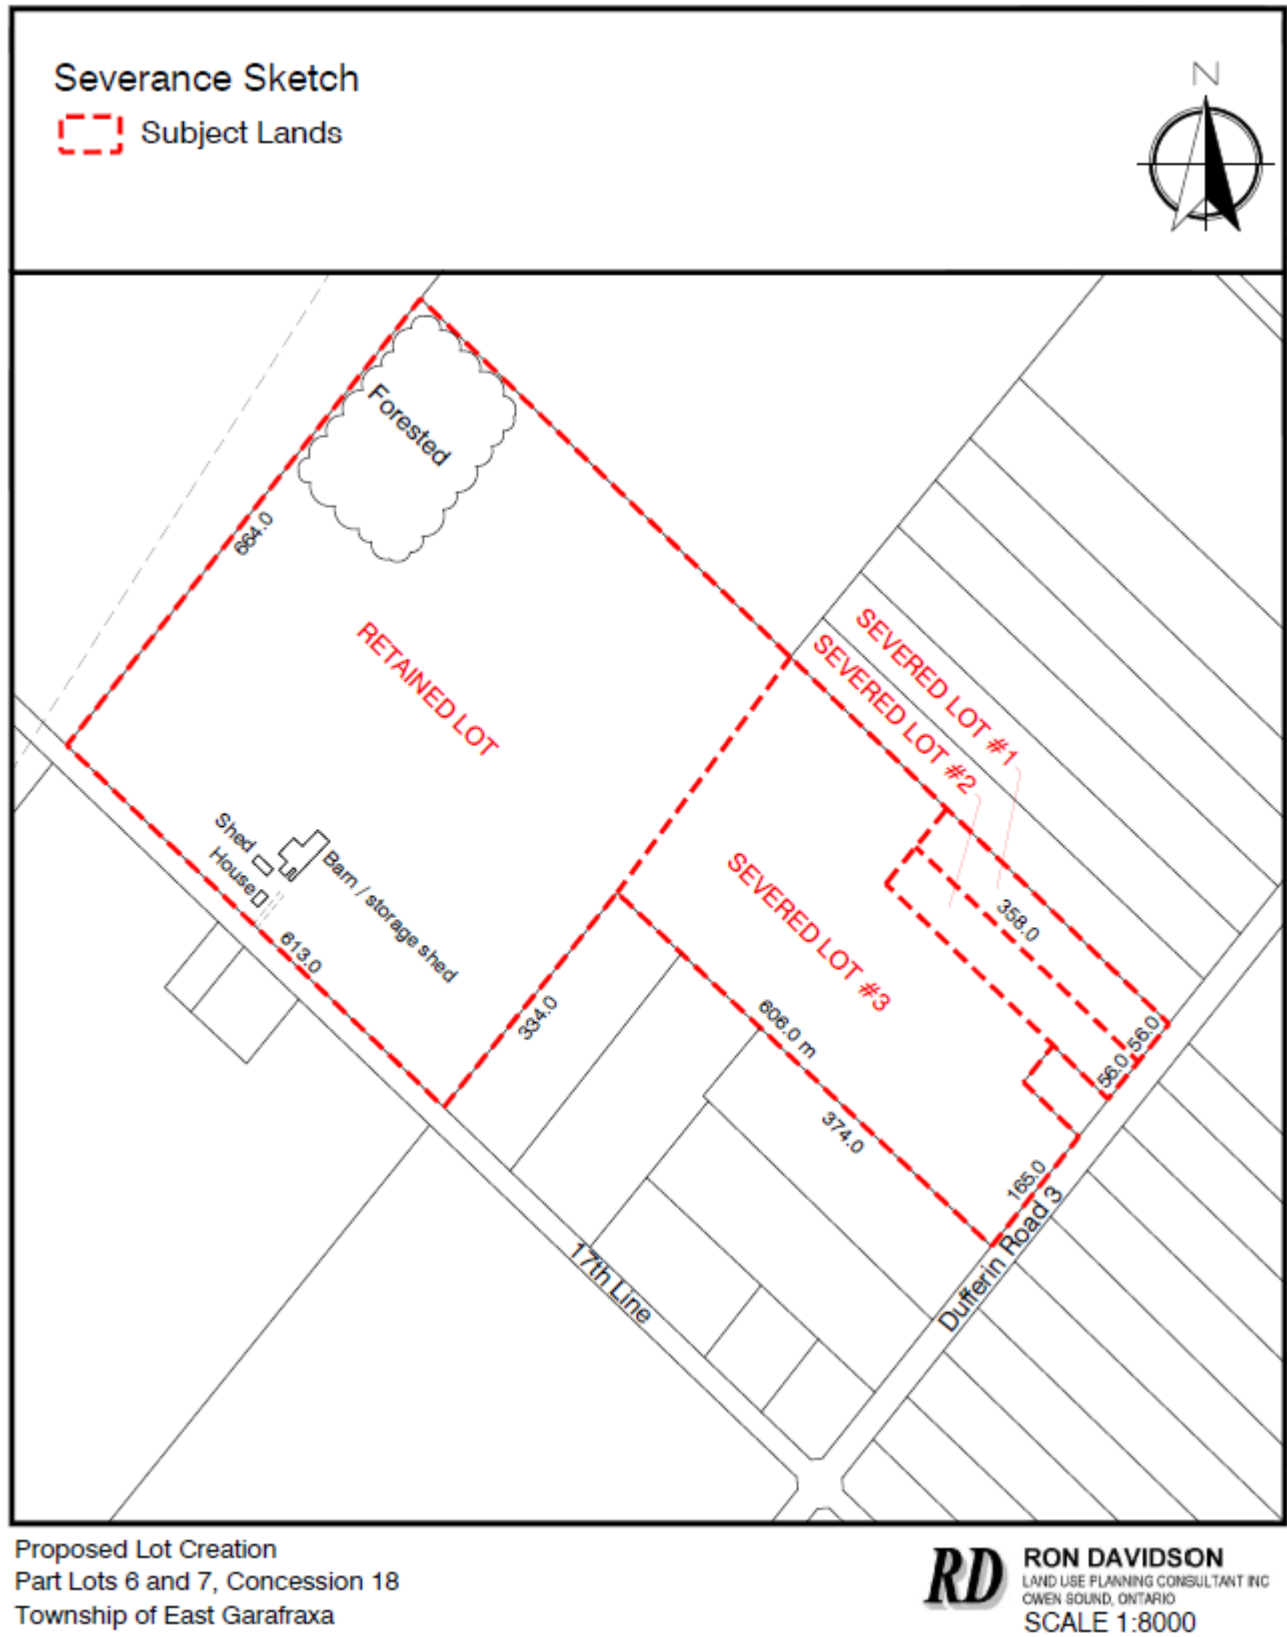 Severance Sketch
Subject Lands
N
Forested
664.0
RETAINED LOT
SEVERED LOT #1
SEVERED LOT #2
Shed
House
Barn / storage shed
613.0
334.0
SEVERED LOT #3
358.0
606.0 m
374.0
56.0
56.0
165.0
Dufferin Road 3
17th Line
Proposed Lot Creation
Part Lots 6 and 7, Concession 18
Township of East Garafraxa
RD
RON DAVIDSON
LAND USE PLANNING CONSULTANT INC
OWEN SOUND, ONTARIO
SCALE 1:8000